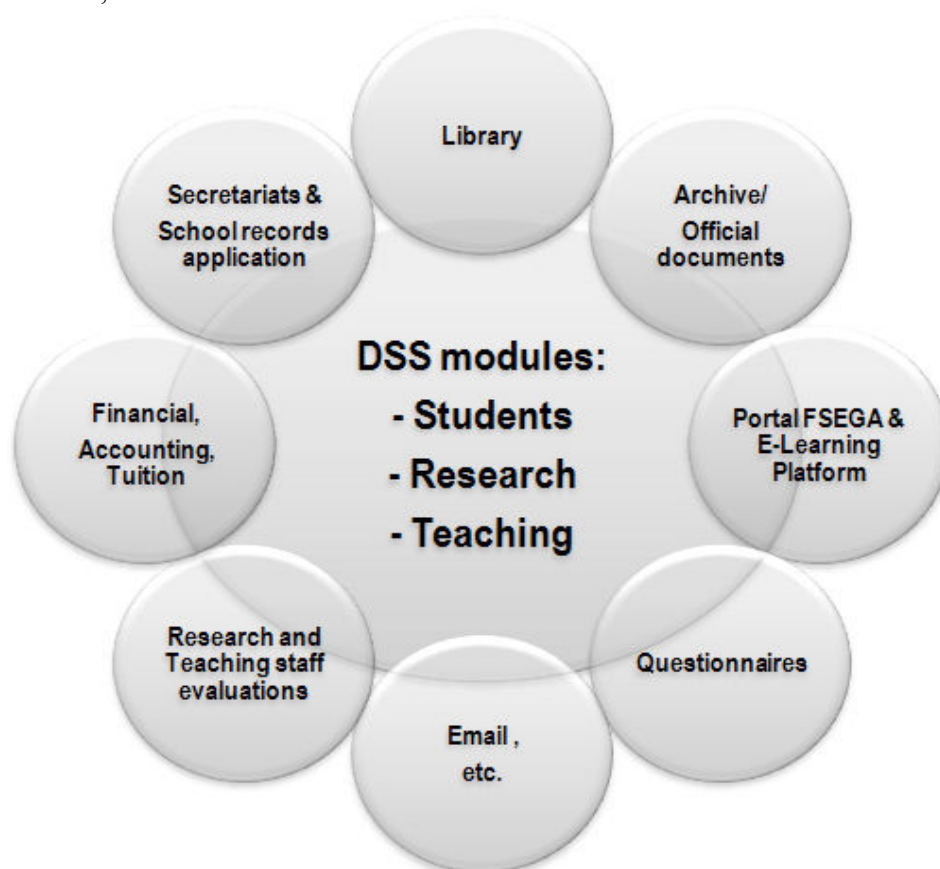 Library
Secretariats &
School records
application
Archive/
Official
documents
DSS modules:
- Students
- Research
- Teaching
Financial,
Accounting,
Tuition
Portal FSEGA &
E-Learning
Platform
Research and
Teaching staff
evaluations
Questionnaires
Email ,
etc.